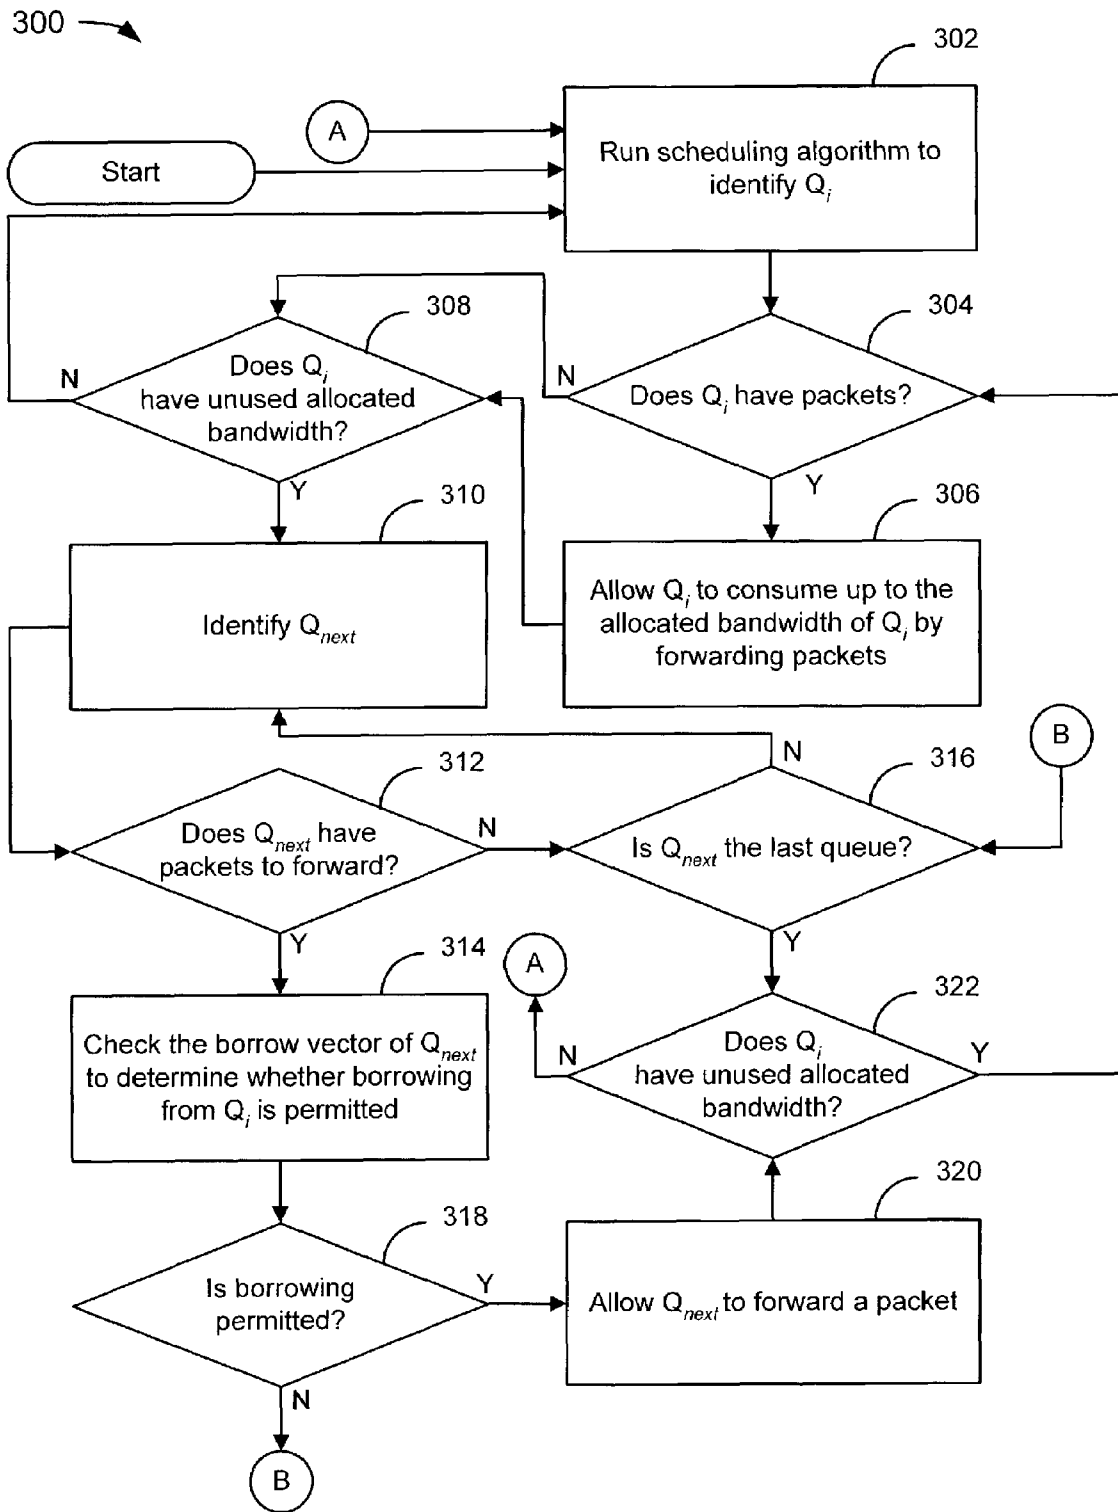 300
302
A
Start
Run scheduling algorithm to
identify Qi
308
304
N
Does Qi
have unused allocated
bandwidth?
N
Does Qi have packets?
Y
Y
310
306
Identify Qnext
Allow Qi to consume up to the
allocated bandwidth of Qi by
forwarding packets
B
312
N
316
Does Qnext have
packets to forward?
N
Is Qnext the last queue?
Y
Y
314
A
322
Check the borrow vector of Qnext
to determine whether borrowing
from Qi is permitted
N
Does Qi
have unused allocated
bandwidth?
Y
318
320
Is borrowing
permitted?
Y
Allow Qnext to forward a packet
N
B